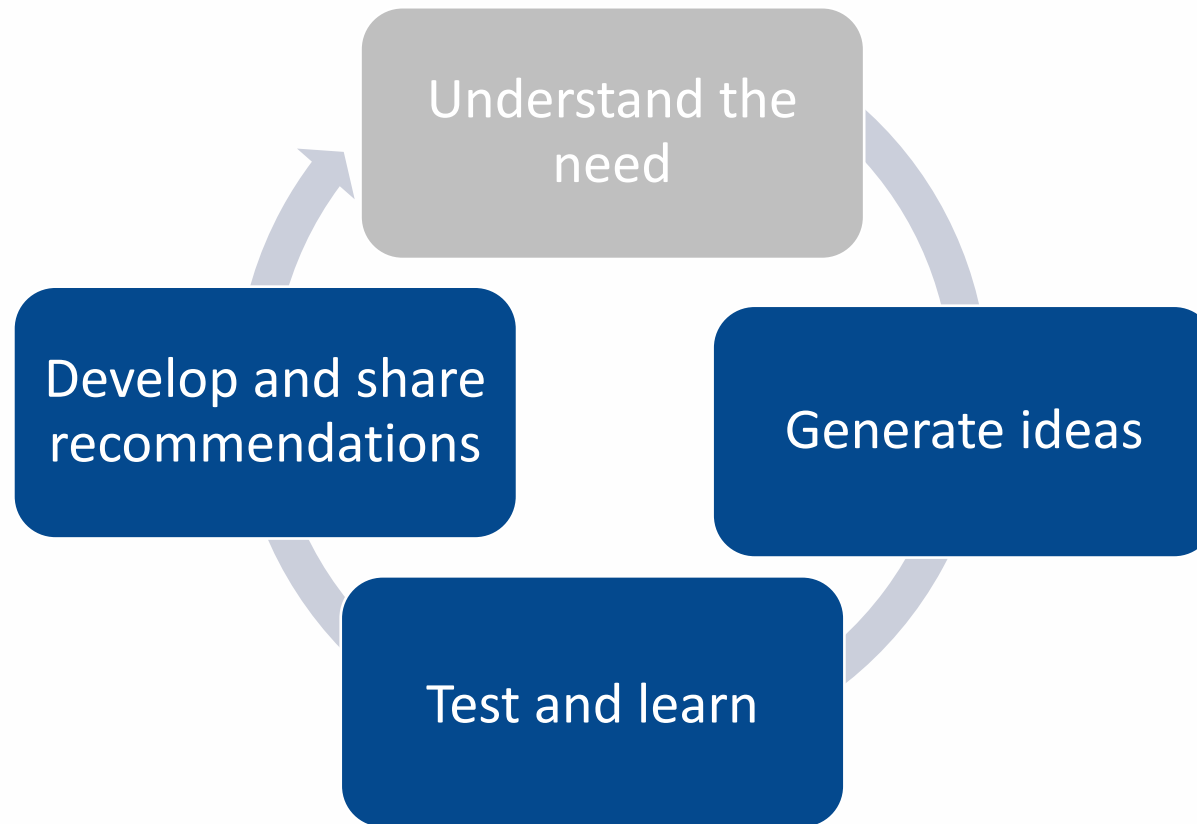 Understand the
need
Generate ideas
Test and learn
Develop and share
recommendations